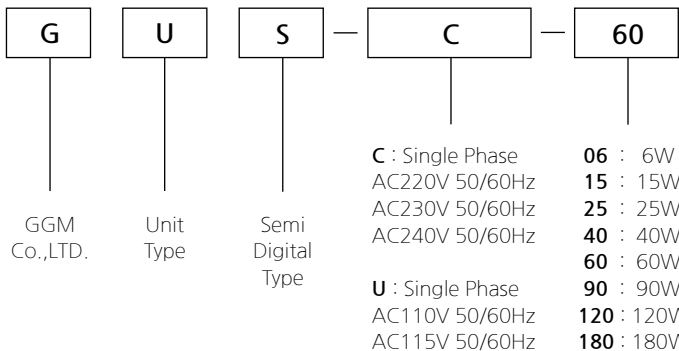 G U S — C — 60
GGM
Co.,LTD.
Unit
Type
Semi
Digital
Type
C : Single Phase
AC220V 50/60Hz
AC230V 50/60Hz
AC240V 50/60Hz
U : Single Phase
AC110V 50/60Hz
AC115V 50/60Hz
06 : 6W
15 : 15W
25 : 25W
40 : 40W
60 : 60W
90 : 90W
120 : 120W
180 : 180W